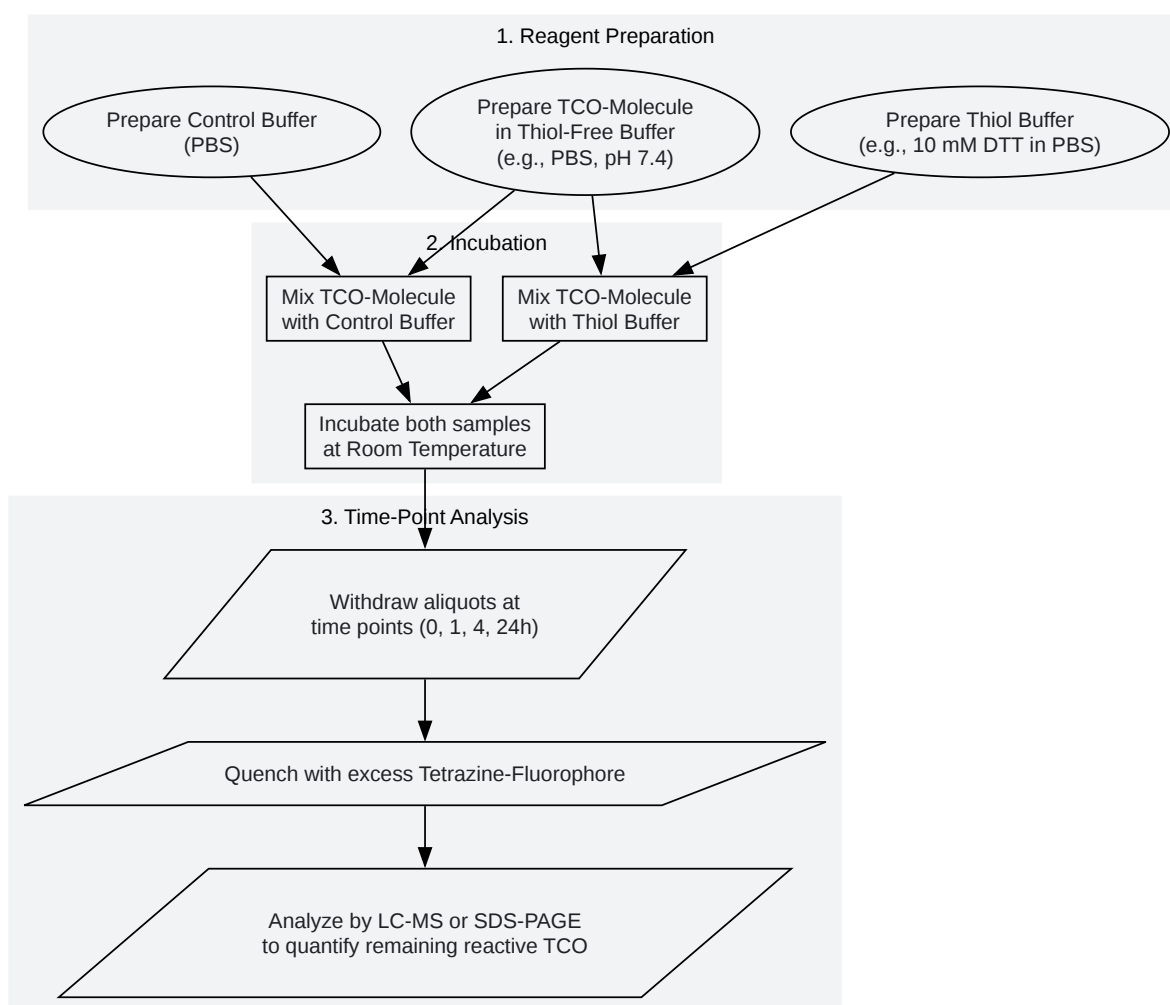 1. Reagent Preparation
Prepare Control Buffer
(PBS)
Prepare TCO-Molecule
in Thiol-Free Buffer
(e.g., PBS, pH 7.4)
Prepare Thiol Buffer
(e.g., 10 mM DTT in PBS)
2. Incubation
Mix TCO-Molecule
with Control Buffer
Mix TCO-Molecule
with Thiol Buffer
Incubate both samples
at Room Temperature
3. Time-Point Analysis
Withdraw aliquots at
time points (0, 1, 4, 24h)
Quench with excess Tetrazine-Fluorophore
Analyze by LC-MS or SDS-PAGE
to quantify remaining reactive TCO